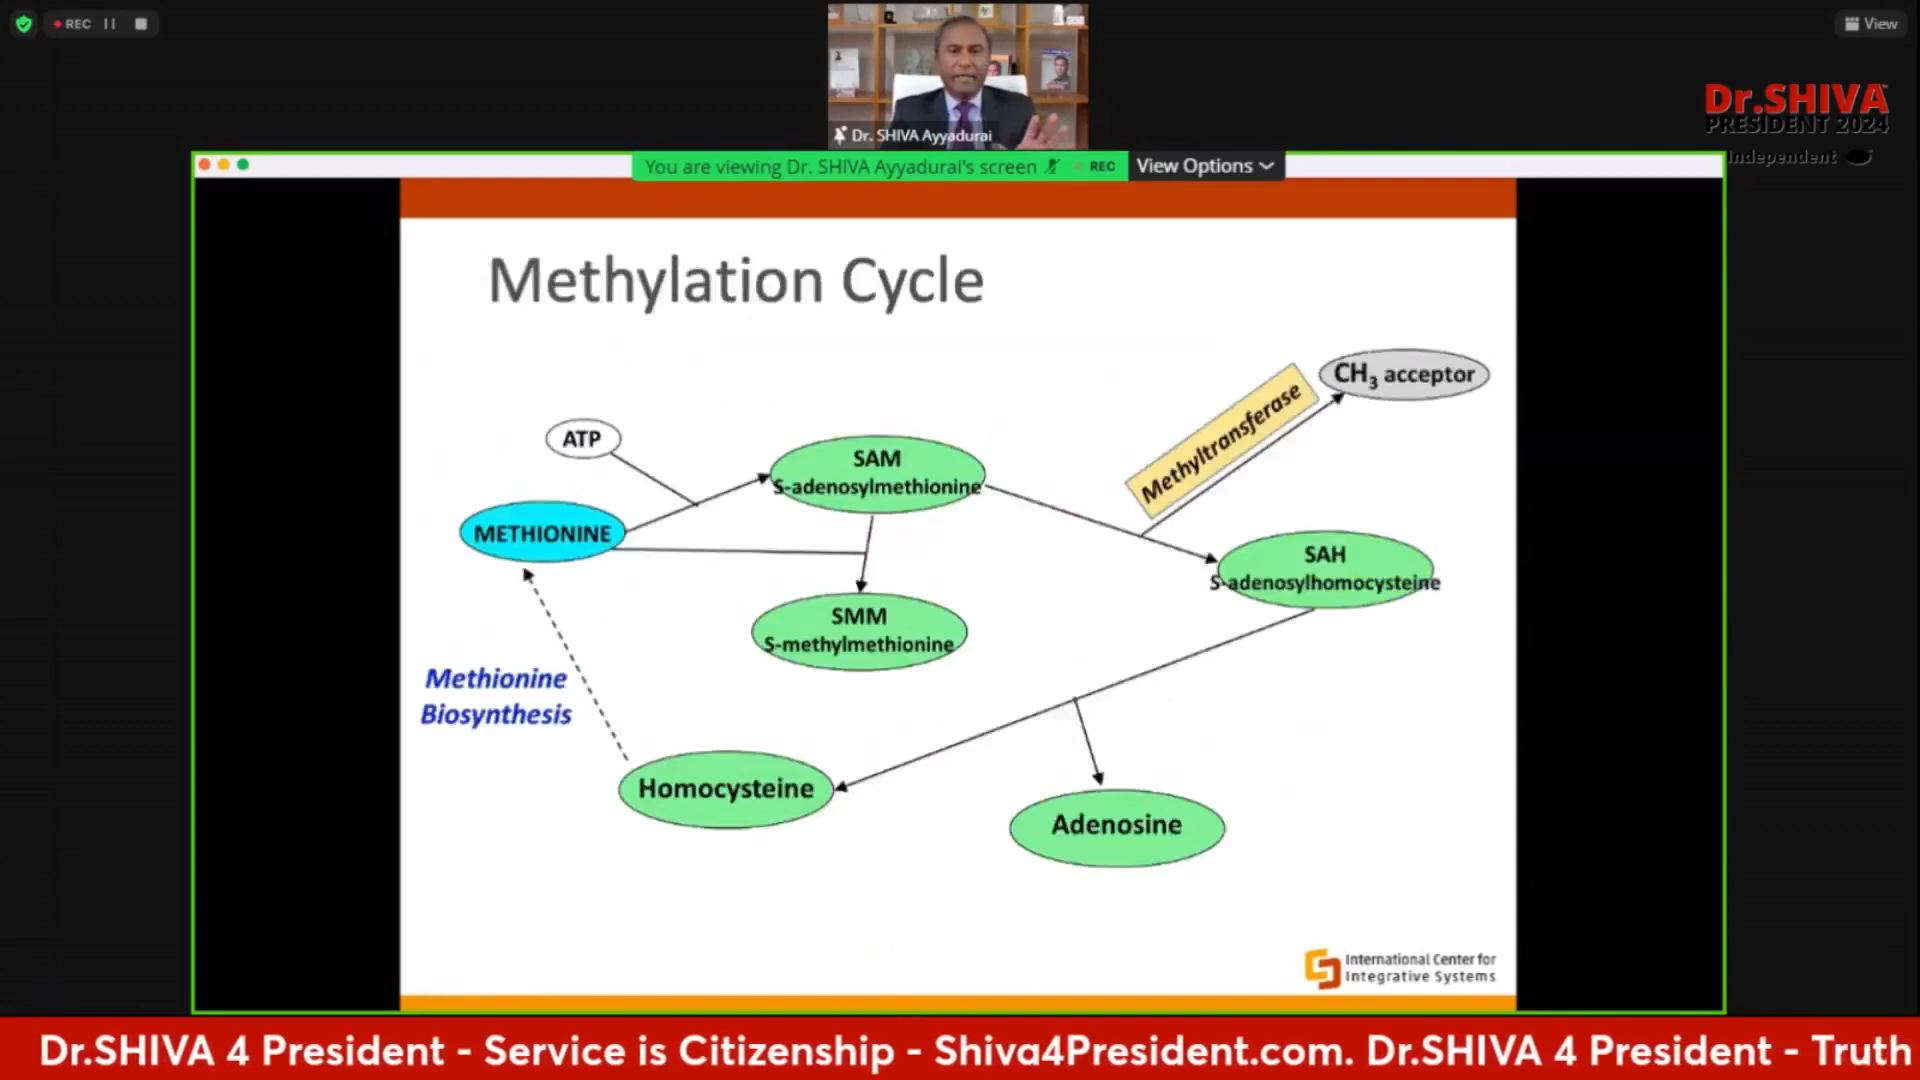 REC
View
Dr. SHIVA Ayyadurai
Dr.SHIVA
PRESIDENT 2024
Independent
You are viewing Dr. SHIVA Ayyadurai's screen
REC
View Options
Methylation Cycle
CH₃ acceptor
Methyltransferase
ATP
SAM
S-adenosylmethionine
METHIONINE
SAH
S-adenosylhomocysteine
SMM
S-methylmethionine
Methionine
Biosynthesis
Homocysteine
Adenosine
International Center for
Integrative Systems
Dr.SHIVA 4 President - Service is Citizenship - Shiva4President.com. Dr.SHIVA 4 President - Truth